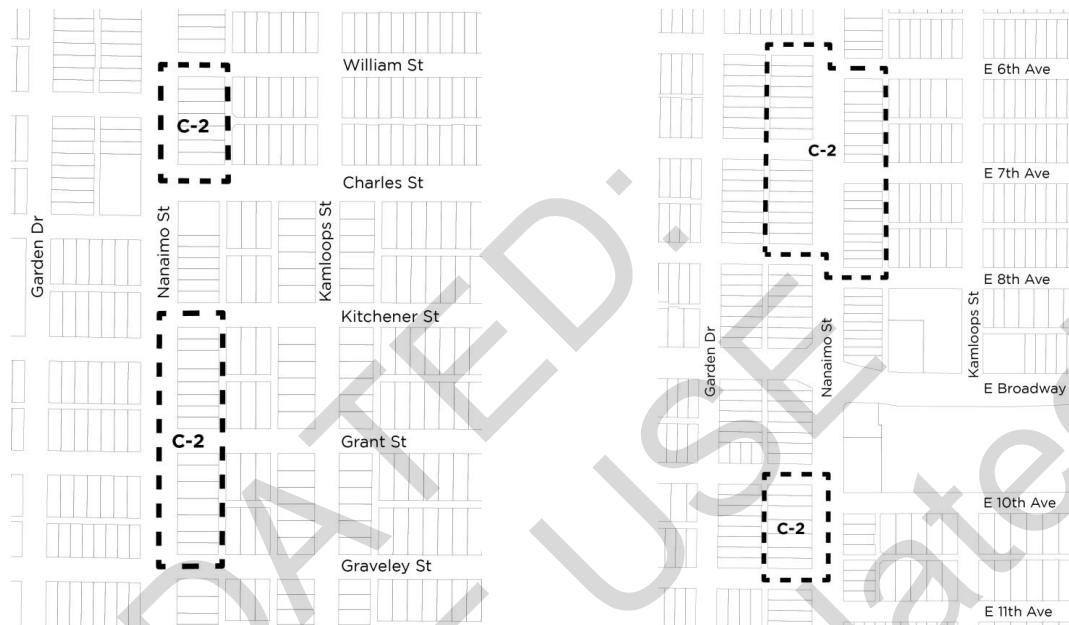 William St
C-2
Charles St
Garden Dr
Nanaimo St
Kamloops St
Kitchener St
C-2
Grant St
Graveley St
E 6th Ave
C-2
E 7th Ave
E 8th Ave
Garden Dr
Nanaimo St
Kamloops St
E Broadway
C-2
E 10th Ave
E 11th Ave
DATED.
USE